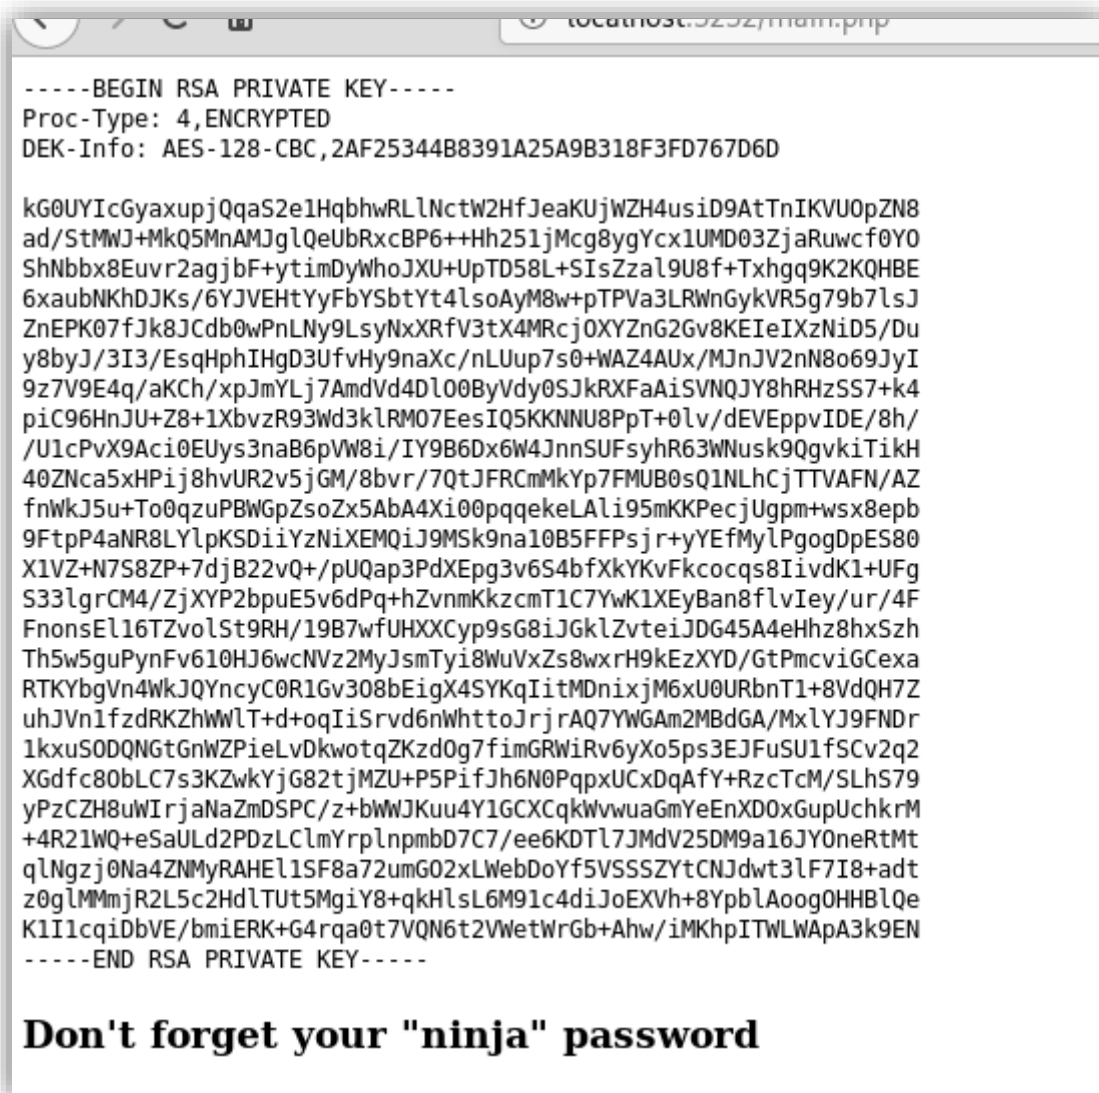 localhost:5252/main.php
-----BEGIN RSA PRIVATE KEY-----
Proc-Type: 4,ENCRYPTED
DEK-Info: AES-128-CBC,2AF25344B8391A25A9B318F3FD767D6D
kG0UYIcGyaxupjQqaS2e1HqbhwRLlNctW2HfJeaKUjWZH4usiD9AtTnIKVUOpZN8
ad/StMWJ+MkQ5MnAMJglQeUbRxcBP6++Hh251jMcg8ygYcx1UMD03ZjaRuwcf0YO
ShNbbx8Euvr2agjbF+ytimDyWhoJXU+UpTD58L+SIsZzal9U8f+Txhgq9K2KQHBE
6xaubNKhDJKs/6YJVEHtYyFbYSbtYt4lsoAyM8w+pTPVa3LRWnGykVR5g79b7lsJ
ZnEPK07fJk8JCdb0wPnLNy9LsyNxXRfV3tX4MRcjOXYZnG2Gv8KEIeIXzNiD5/Du
y8byJ/3I3/EsqHphIHgD3UfvHy9naXc/nLUup7s0+WAZ4AUx/MJnJV2nN8o69JyI
9z7V9E4q/aKCh/xpJmYLj7AmdVd4DlO0ByVdy0SJkRXFaAiSVNQJY8hRHzSS7+k4
piC96HnJU+Z8+1XbvzR93Wd3klRMO7EesIQ5KKNNU8PpT+0lv/dEVEppvIDE/8h/
/U1cPvX9Aci0EUys3naB6pVW8i/IY9B6Dx6W4JnnSUFsyhR63WNusk9QgvkiTikH
40ZNca5xHPij8hvUR2v5jGM/8bvr/7QtJFRCmMkYp7FMUB0sQ1NLhCjTTVAFN/AZ
fnWkJ5u+To0qzuPBWGpZsoZx5AbA4Xi00pqqekeLAli95mKKPecjUgpm+wsx8epb
9FtpP4aNR8LYlpKSDiiYzNiXEMQiJ9MSk9na10B5FFPsjr+yYEfMylPgogDpES80
X1VZ+N7S8ZP+7djB22vQ+/pUQap3PdXEpg3v6S4bfXkYKvFkcocqs8IivdK1+UFg
S33lgrCM4/ZjXYP2bpuE5v6dPq+hZvnmKkzcmT1C7YwK1XEyBan8flvIey/ur/4F
FnonsEl16TZvolSt9RH/19B7wfUHXXCyp9sG8iJGklZvteiJDG45A4eHhz8hxSzh
Th5w5guPynFv610HJ6wcNVz2MyJsmTyi8WuVxZs8wxrH9kEzXYD/GtPmcviGCexa
RTKYbgVn4WkJQYncyC0R1Gv3O8bEigX4SYKqIitMDnixjM6xU0URbnT1+8VdQH7Z
uhJVn1fzdRKZhWWlT+d+oqIiSrvd6nWhttoJrjrAQ7YWGAm2MBdGA/MxlYJ9FNDr
1kxuSODQNGtGnWZPieLvDkwotqZKzdOg7fimGRWiRv6yXo5ps3EJFuSU1fSCv2q2
XGdfc8ObLC7s3KZwkYjG82tjMZU+P5PifJh6N0PqpxUCxDqAfY+RzcTcM/SLhS79
yPzCZH8uWIrjaNaZmDSPC/z+bWWJKuu4Y1GCXCqkWvwuaGmYeEnXDOxGupUchkrM
+4R21WQ+eSaULd2PDzLClmYrplnpmbD7C7/ee6KDTl7JMdV25DM9a16JYOneRtMt
qlNgzj0Na4ZNMyRAHEl1SF8a72umGO2xLWebDoYf5VSSSZYtCNJdwt3lF7I8+adt
z0glMMmjR2L5c2HdlTUt5MgiY8+qkHlsL6M91c4diJoEXVh+8YpblAoogOHHBlQe
K1I1cqiDbVE/bmiERK+G4rqa0t7VQN6t2VWetWrGb+Ahw/iMKhpITWLWApA3k9EN
-----END RSA PRIVATE KEY-----
Don't forget your "ninja" password